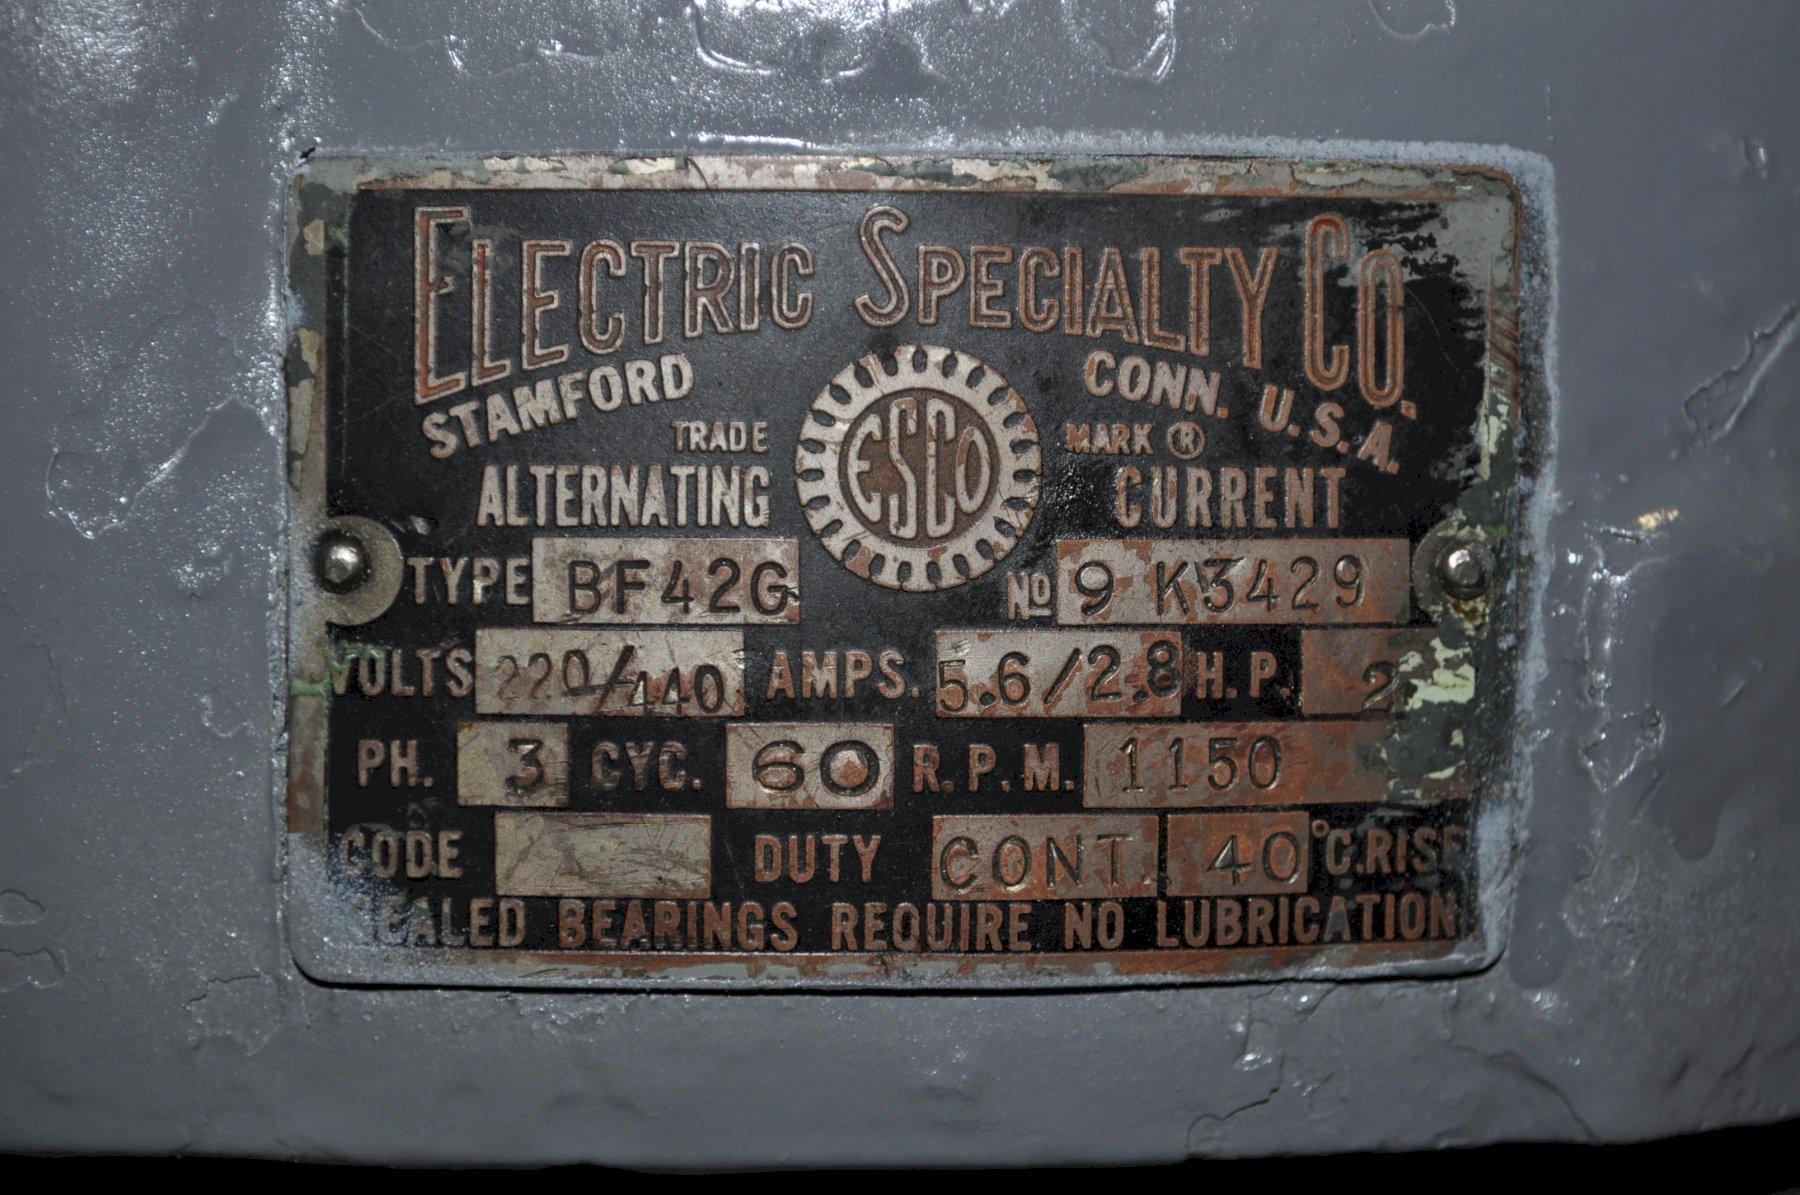 ELECTRIC SPECIALTY CO.
STAMFORD CONN. U.S.A.
TRADE ESCO MARK ®
ALTERNATING CURRENT
TYPE BF42G No 9 K3429
VOLTS 220/440 AMPS. 5.6/2.8 H.P. 2
PH. 3 CYC. 60 R.P.M. 1150
CODE DUTY CONT. 40 °C.RISE
SEALED BEARINGS REQUIRE NO LUBRICATION